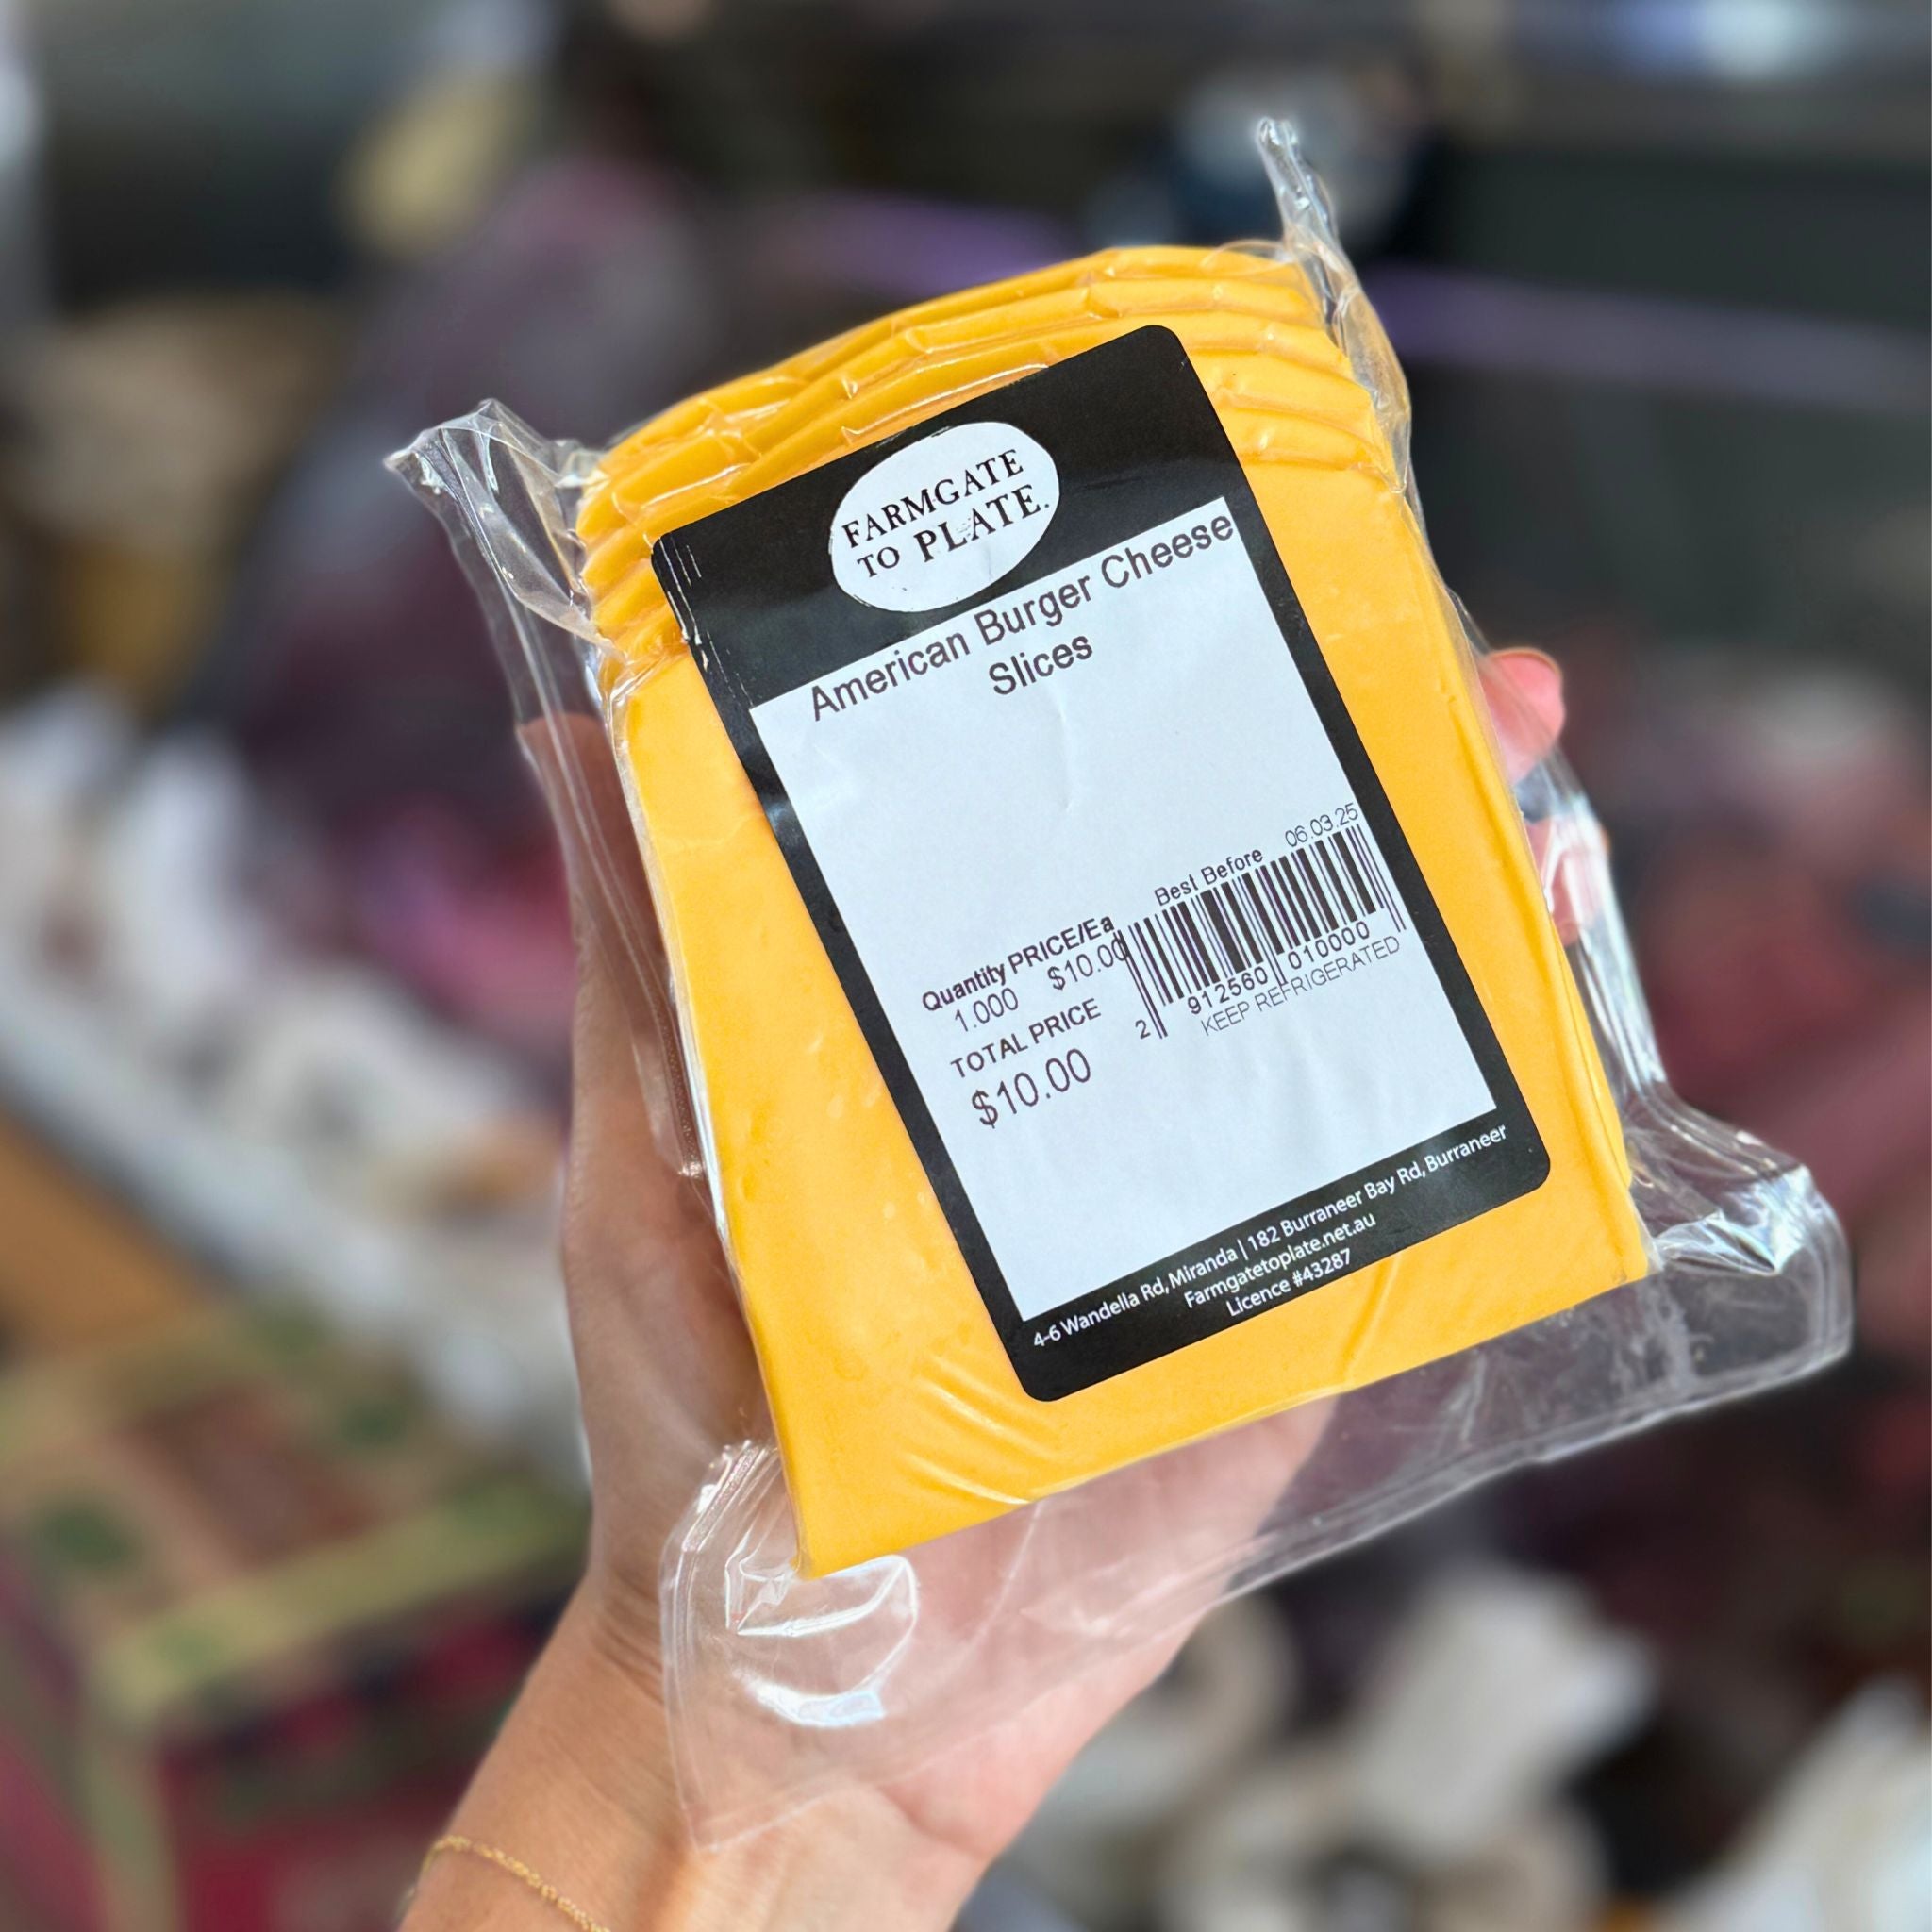 FARMGATE
TO PLATE.
American Burger Cheese
Slices
Best Before 06.03.25
Quantity PRICE/Ea
1.000 $10.00
TOTAL PRICE
$10.00
2 912560 010000
KEEP REFRIGERATED
4-6 Wandella Rd, Miranda | 182 Burraneer Bay Rd, Burraneer
Farmgatetoplate.net.au
Licence #43287